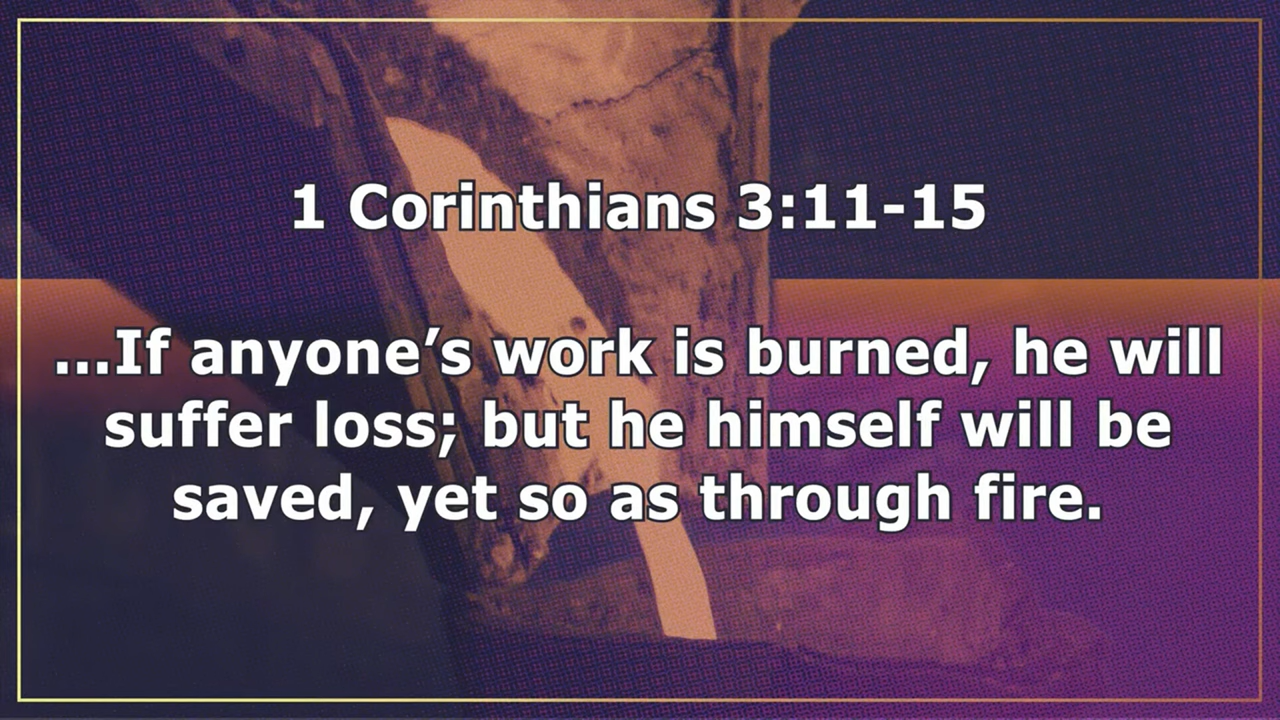 1 Corinthians 3:11-15
...If anyone’s work is burned, he will
suffer loss; but he himself will be
saved, yet so as through fire.